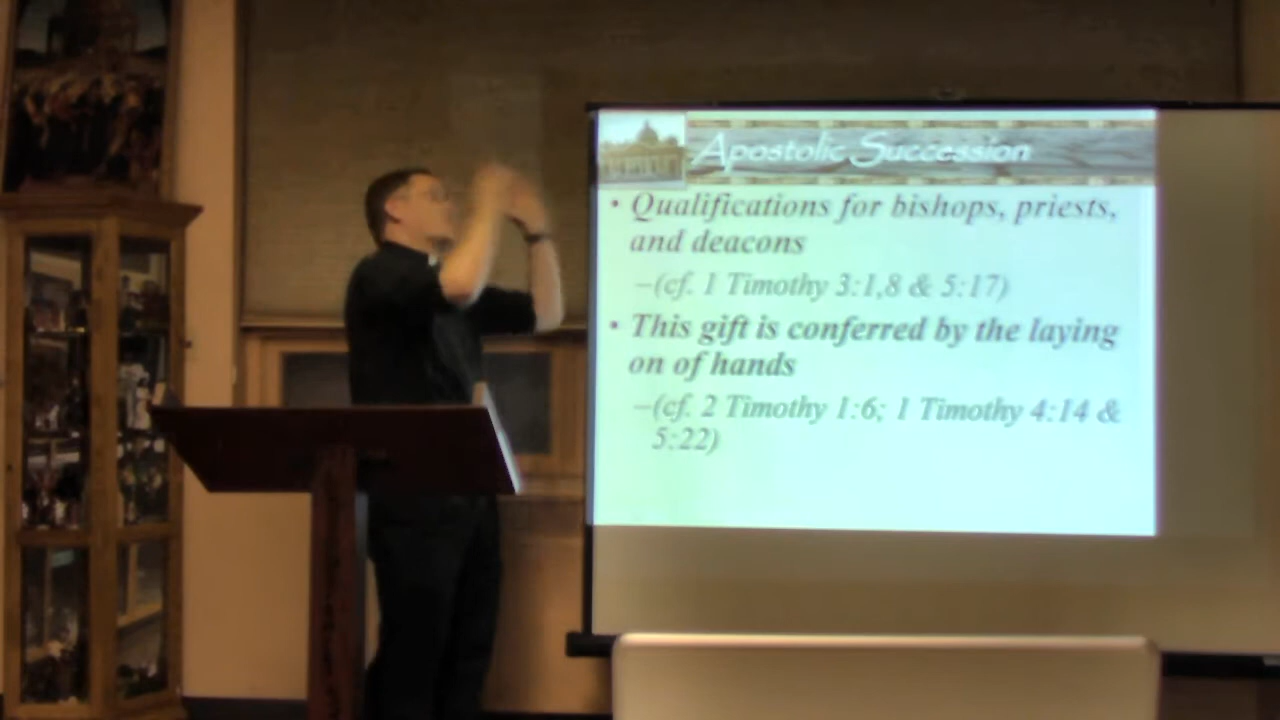 Apostolic Succession
• Qualifications for bishops, priests,
and deacons
–(cf. 1 Timothy 3:1,8 & 5:17)
• This gift is conferred by the laying
on of hands
–(cf. 2 Timothy 1:6; 1 Timothy 4:14 &
5:22)